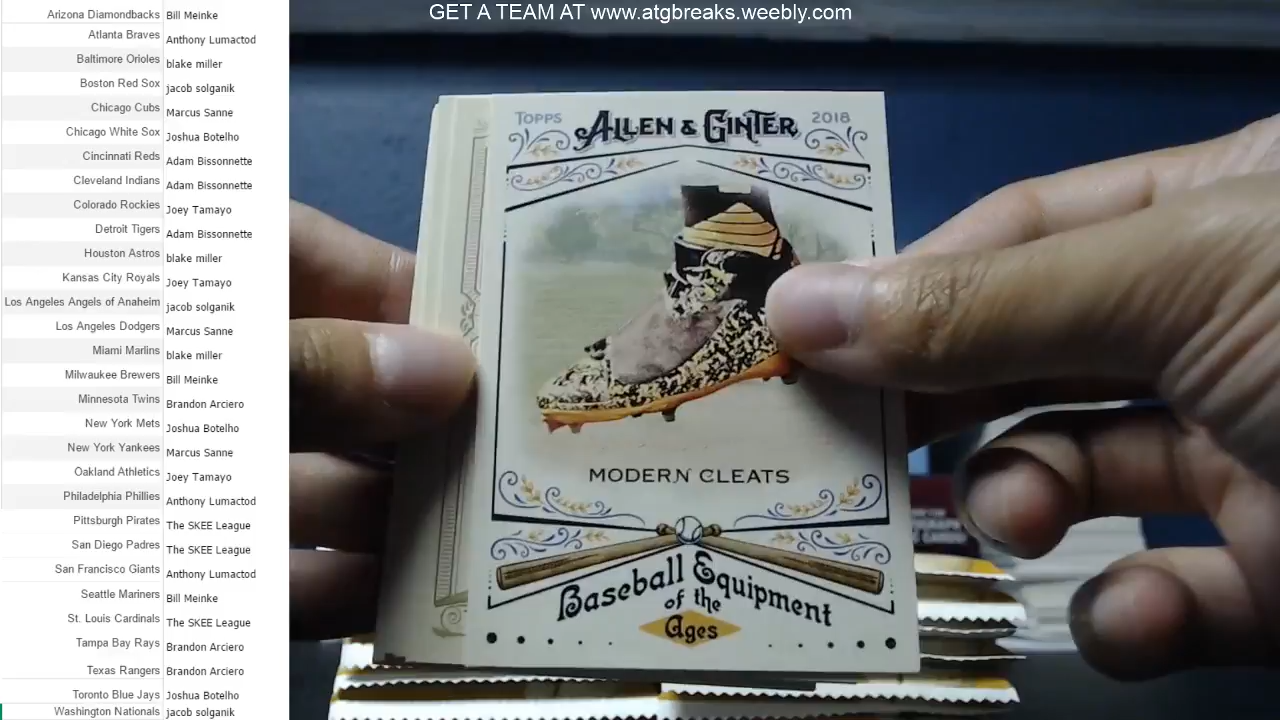 GET A TEAM AT www.atgbreaks.weebly.com
Arizona Diamondbacks Bill Meinke
Atlanta Braves Anthony Lumactod
Baltimore Orioles blake miller
Boston Red Sox jacob solganik
Chicago Cubs Marcus Sanne
Chicago White Sox Joshua Botelho
Cincinnati Reds Adam Bissonnette
Cleveland Indians Adam Bissonnette
Colorado Rockies Joey Tamayo
Detroit Tigers Adam Bissonnette
Houston Astros blake miller
Kansas City Royals Joey Tamayo
Los Angeles Angels of Anaheim jacob solganik
Los Angeles Dodgers Marcus Sanne
Miami Marlins blake miller
Milwaukee Brewers Bill Meinke
Minnesota Twins Brandon Arciero
New York Mets Joshua Botelho
New York Yankees Marcus Sanne
Oakland Athletics Joey Tamayo
Philadelphia Phillies Anthony Lumactod
Pittsburgh Pirates The SKEE League
San Diego Padres The SKEE League
San Francisco Giants Anthony Lumactod
Seattle Mariners Bill Meinke
St. Louis Cardinals The SKEE League
Tampa Bay Rays Brandon Arciero
Texas Rangers Brandon Arciero
Toronto Blue Jays Joshua Botelho
Washington Nationals jacob solganik
TOPPS ALLEN & GINTER 2018
MODERN CLEATS
Baseball Equipment
of the
Ages